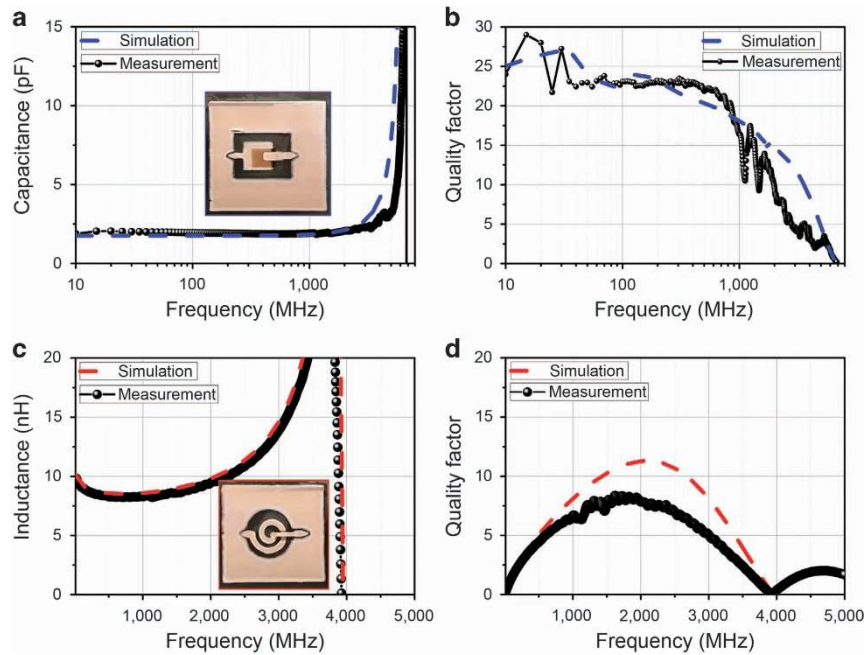 a
Simulation
Measurement
15
10
5
0
10
100
1,000
Capacitance (pF)
Frequency (MHz)
b
Simulation
Measurement
30
25
20
15
10
5
0
10
100
1,000
Quality factor
Frequency (MHz)
c
Simulation
Measurement
20
15
10
5
0
1,000
2,000
3,000
4,000
5,000
Inductance (nH)
Frequency (MHz)
d
Simulation
Measurement
20
15
10
5
0
1,000
2,000
3,000
4,000
5,000
Quality factor
Frequency (MHz)